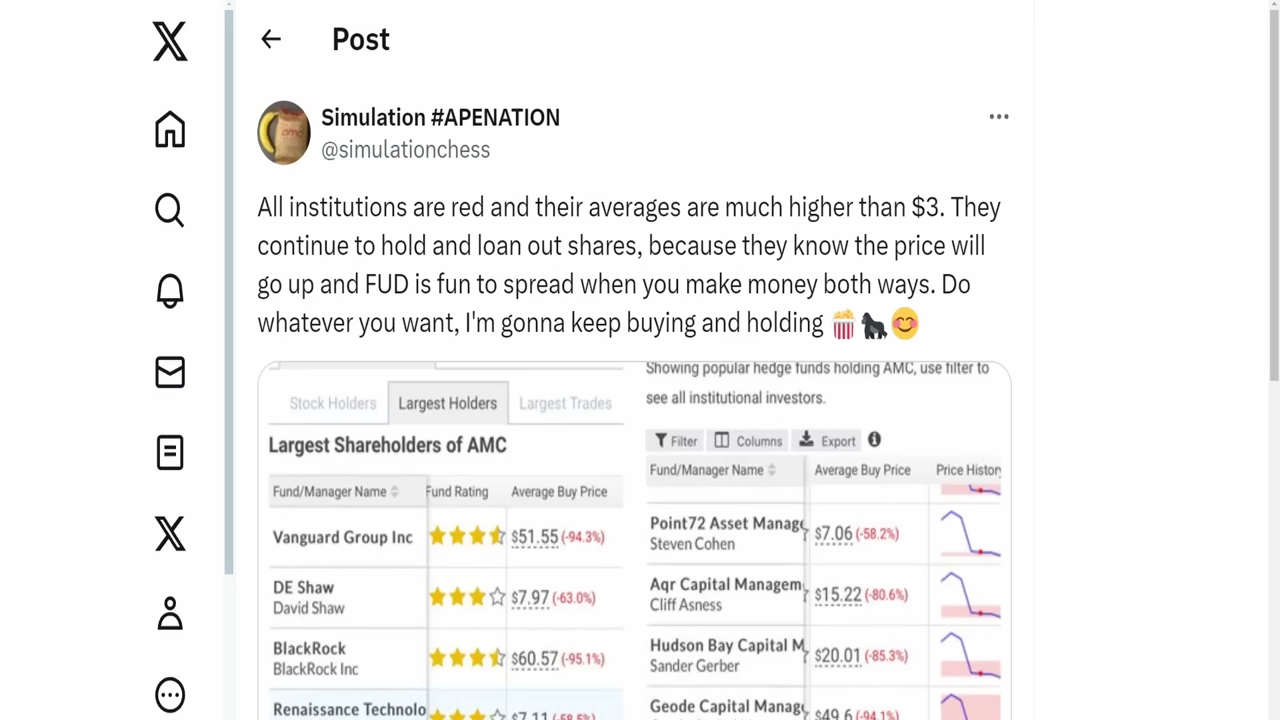 Post
Simulation #APENATION
@simulationchess
All institutions are red and their averages are much higher than $3. They
continue to hold and loan out shares, because they know the price will
go up and FUD is fun to spread when you make money both ways. Do
whatever you want, I'm gonna keep buying and holding 🍿🦍😊
Stock Holders Largest Holders Largest Trades
Largest Shareholders of AMC
Fund/Manager Name Fund Rating Average Buy Price
Vanguard Group Inc $51.55 (-94.3%)
DE Shaw
David Shaw
$7.97 (-63.0%)
BlackRock
BlackRock Inc
$60.57 (-95.1%)
Renaissance Technolo
$7.11 (-58.5%)
Showing popular hedge funds holding AMC, use filter to
see all institutional investors.
Filter Columns Export
Fund/Manager Name Average Buy Price Price History
Point72 Asset Manage
Steven Cohen
$7.06 (-58.2%)
Aqr Capital Managem
Cliff Asness
$15.22 (-80.6%)
Hudson Bay Capital M
Sander Gerber
$20.01 (-85.3%)
Geode Capital Manag
$49.6 (-94.1%)